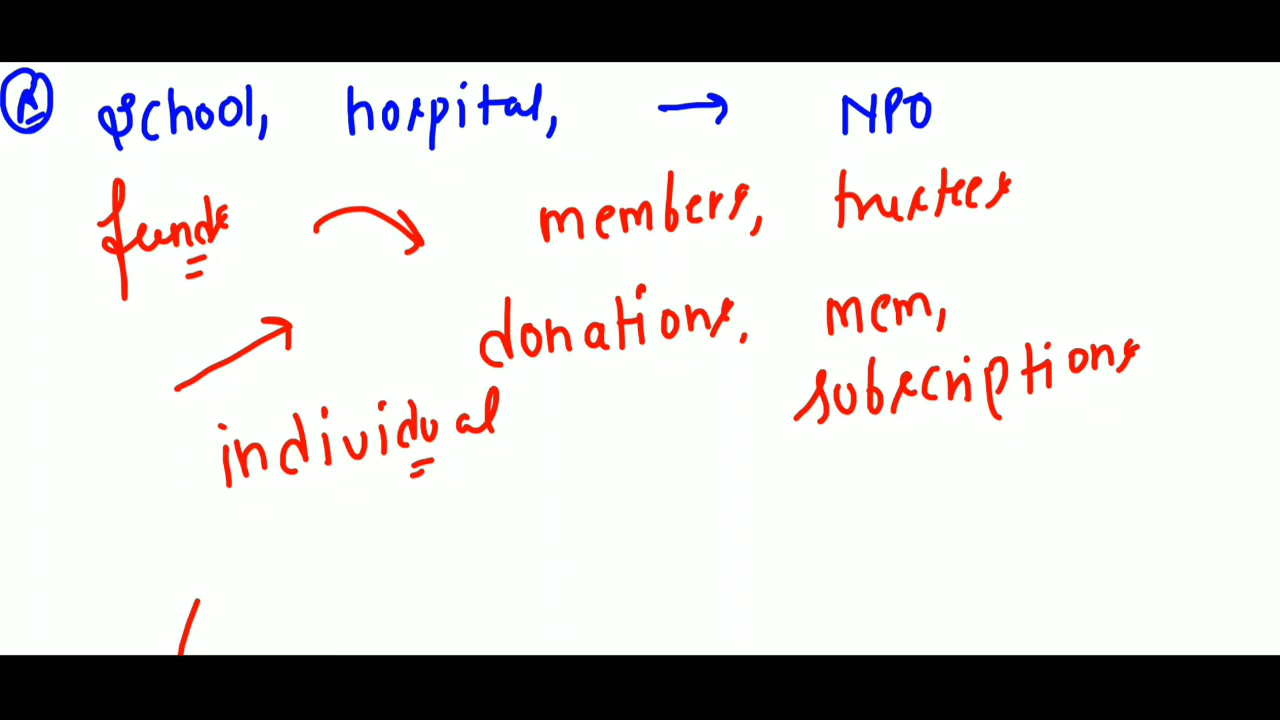 R School, hospital, → NPO
funds members, trustees
donations, mem,
subscriptions
individual